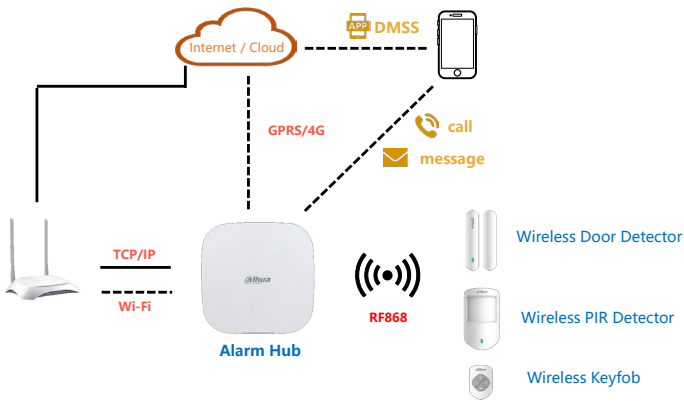 APP DMSS
Internet / Cloud
GPRS/4G
call
message
TCP/IP
Wi-Fi
alhua
Alarm Hub
RF868
Wireless Door Detector
Wireless PIR Detector
Wireless Keyfob